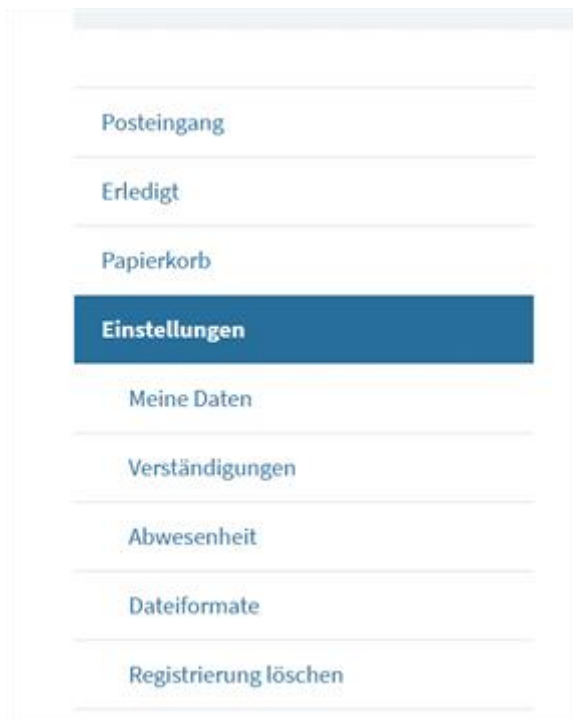 Posteingang
Erledigt
Papierkorb
Einstellungen
Meine Daten
Verständigungen
Abwesenheit
Dateiformate
Registrierung löschen